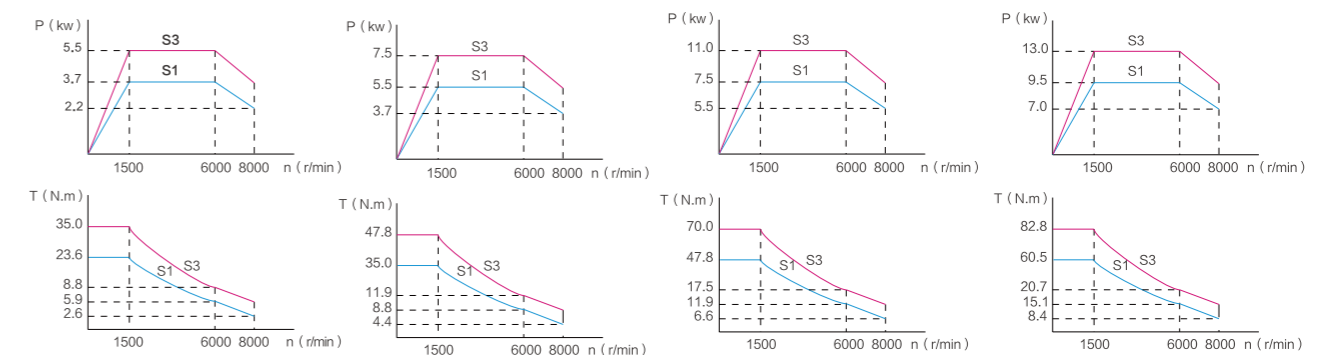 P ( kw )
5.5
3.7
2.2
S3
S1
1500 6000 8000 n ( r/min )
P ( kw )
7.5
5.5
3.7
S3
S1
1500 6000 8000 n ( r/min )
P ( kw )
11.0
7.5
5.5
S3
S1
1500 6000 8000 n ( r/min )
P ( kw )
13.0
9.5
7.0
S3
S1
1500 6000 8000 n ( r/min )
T ( N.m )
35.0
23.6
8.8
5.9
2.6
S1 S3
1500 6000 8000 n ( r/min )
T ( N.m )
47.8
35.0
11.9
8.8
4.4
S1 S3
1500 6000 8000 n ( r/min )
T ( N.m )
70.0
47.8
17.5
11.9
6.6
S1 S3
1500 6000 8000 n ( r/min )
T ( N.m )
82.8
60.5
20.7
15.1
8.4
S1 S3
1500 6000 8000 n ( r/min )